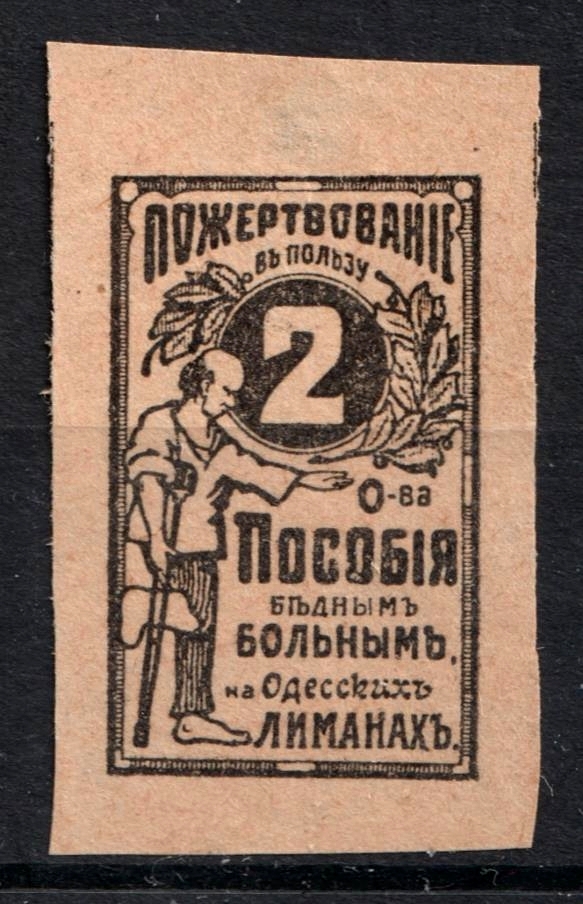 ПОЖЕРТВОВАНІЕ
ВЪ ПОЛЬЗУ
2
О-ва
ПОСОБІЯ
БѢДНЫМЪ
БОЛЬНЫМЪ,
на Одесскихъ
ЛИМАНАХЪ.